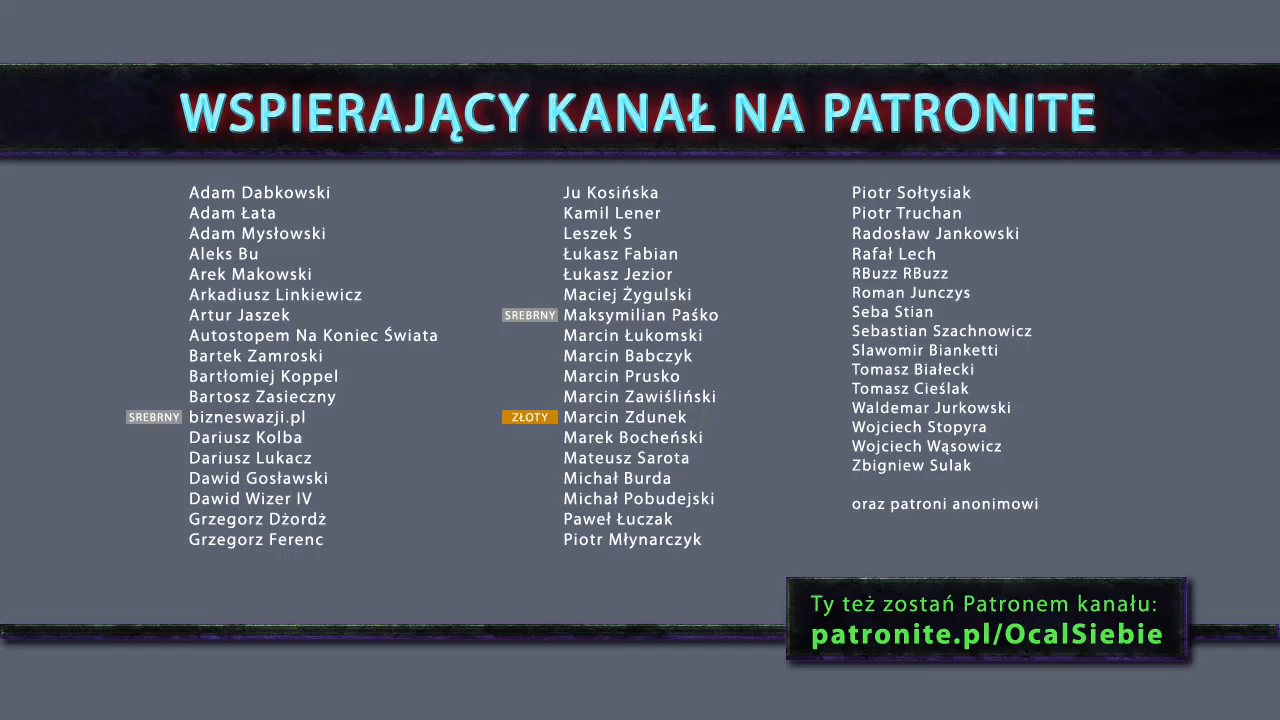 WSPIERAJĄCY KANAŁ NA PATRONITE
Adam Dabkowski
Adam Łata
Adam Mysłowski
Aleks Bu
Arek Makowski
Arkadiusz Linkiewicz
Artur Jaszek
Autostopem Na Koniec Świata
Bartek Zamroski
Bartłomiej Koppel
Bartosz Zasieczny
SREBRNY bizneswazji.pl
Dariusz Kolba
Dariusz Lukacz
Dawid Gosławski
Dawid Wizer IV
Grzegorz Dżordż
Grzegorz Ferenc
Ju Kosińska
Kamil Lener
Leszek S
Łukasz Fabian
Łukasz Jezior
Maciej Żygulski
SREBRNY Maksymilian Paśko
Marcin Łukomski
Marcin Babczyk
Marcin Prusko
Marcin Zawiśliński
ZŁOTY Marcin Zdunek
Marek Bocheński
Mateusz Sarota
Michał Burda
Michał Pobudejski
Paweł Łuczak
Piotr Młynarczyk
Piotr Sołtysiak
Piotr Truchan
Radosław Jankowski
Rafał Lech
RBuzz RBuzz
Roman Junczys
Seba Stian
Sebastian Szachnowicz
Slawomir Bianketti
Tomasz Białecki
Tomasz Cieślak
Waldemar Jurkowski
Wojciech Stopyra
Wojciech Wąsowicz
Zbigniew Sulak
oraz patroni anonimowi
Ty też zostań Patronem kanału:
patronite.pl/OcalSiebie